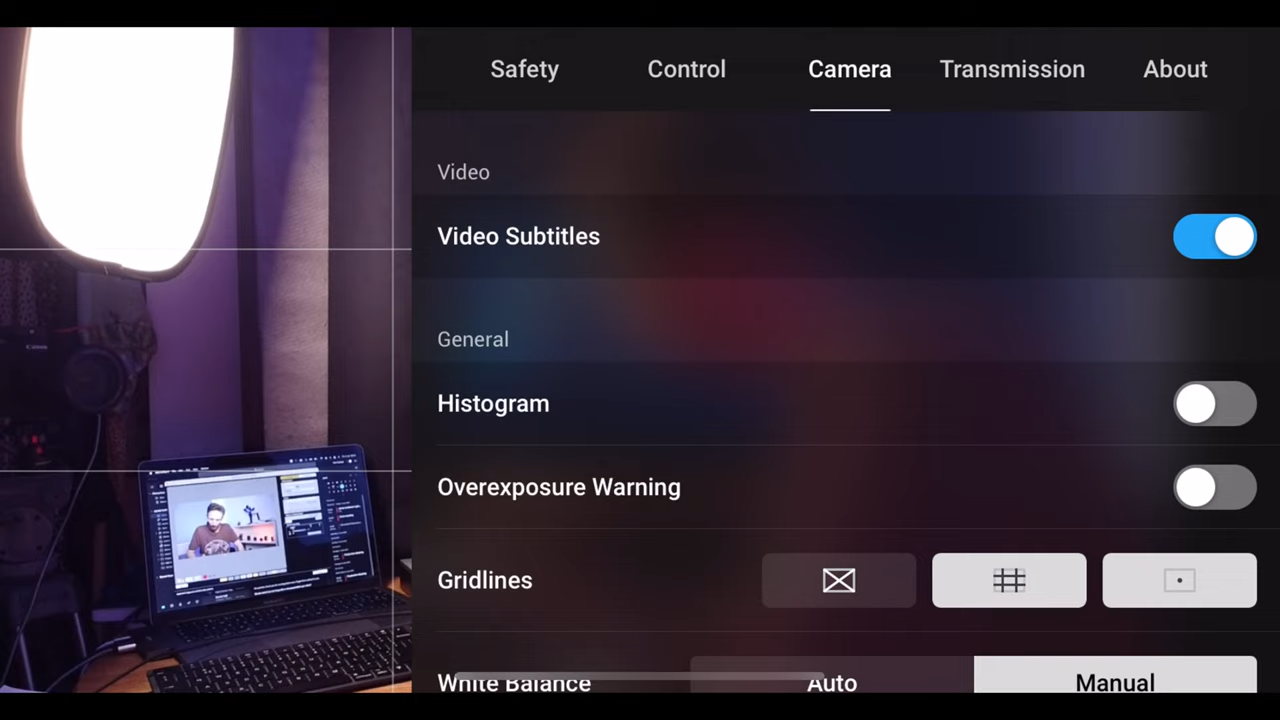 Safety Control Camera Transmission About
Video
Video Subtitles
General
Histogram
Overexposure Warning
Gridlines
White Balance Auto Manual